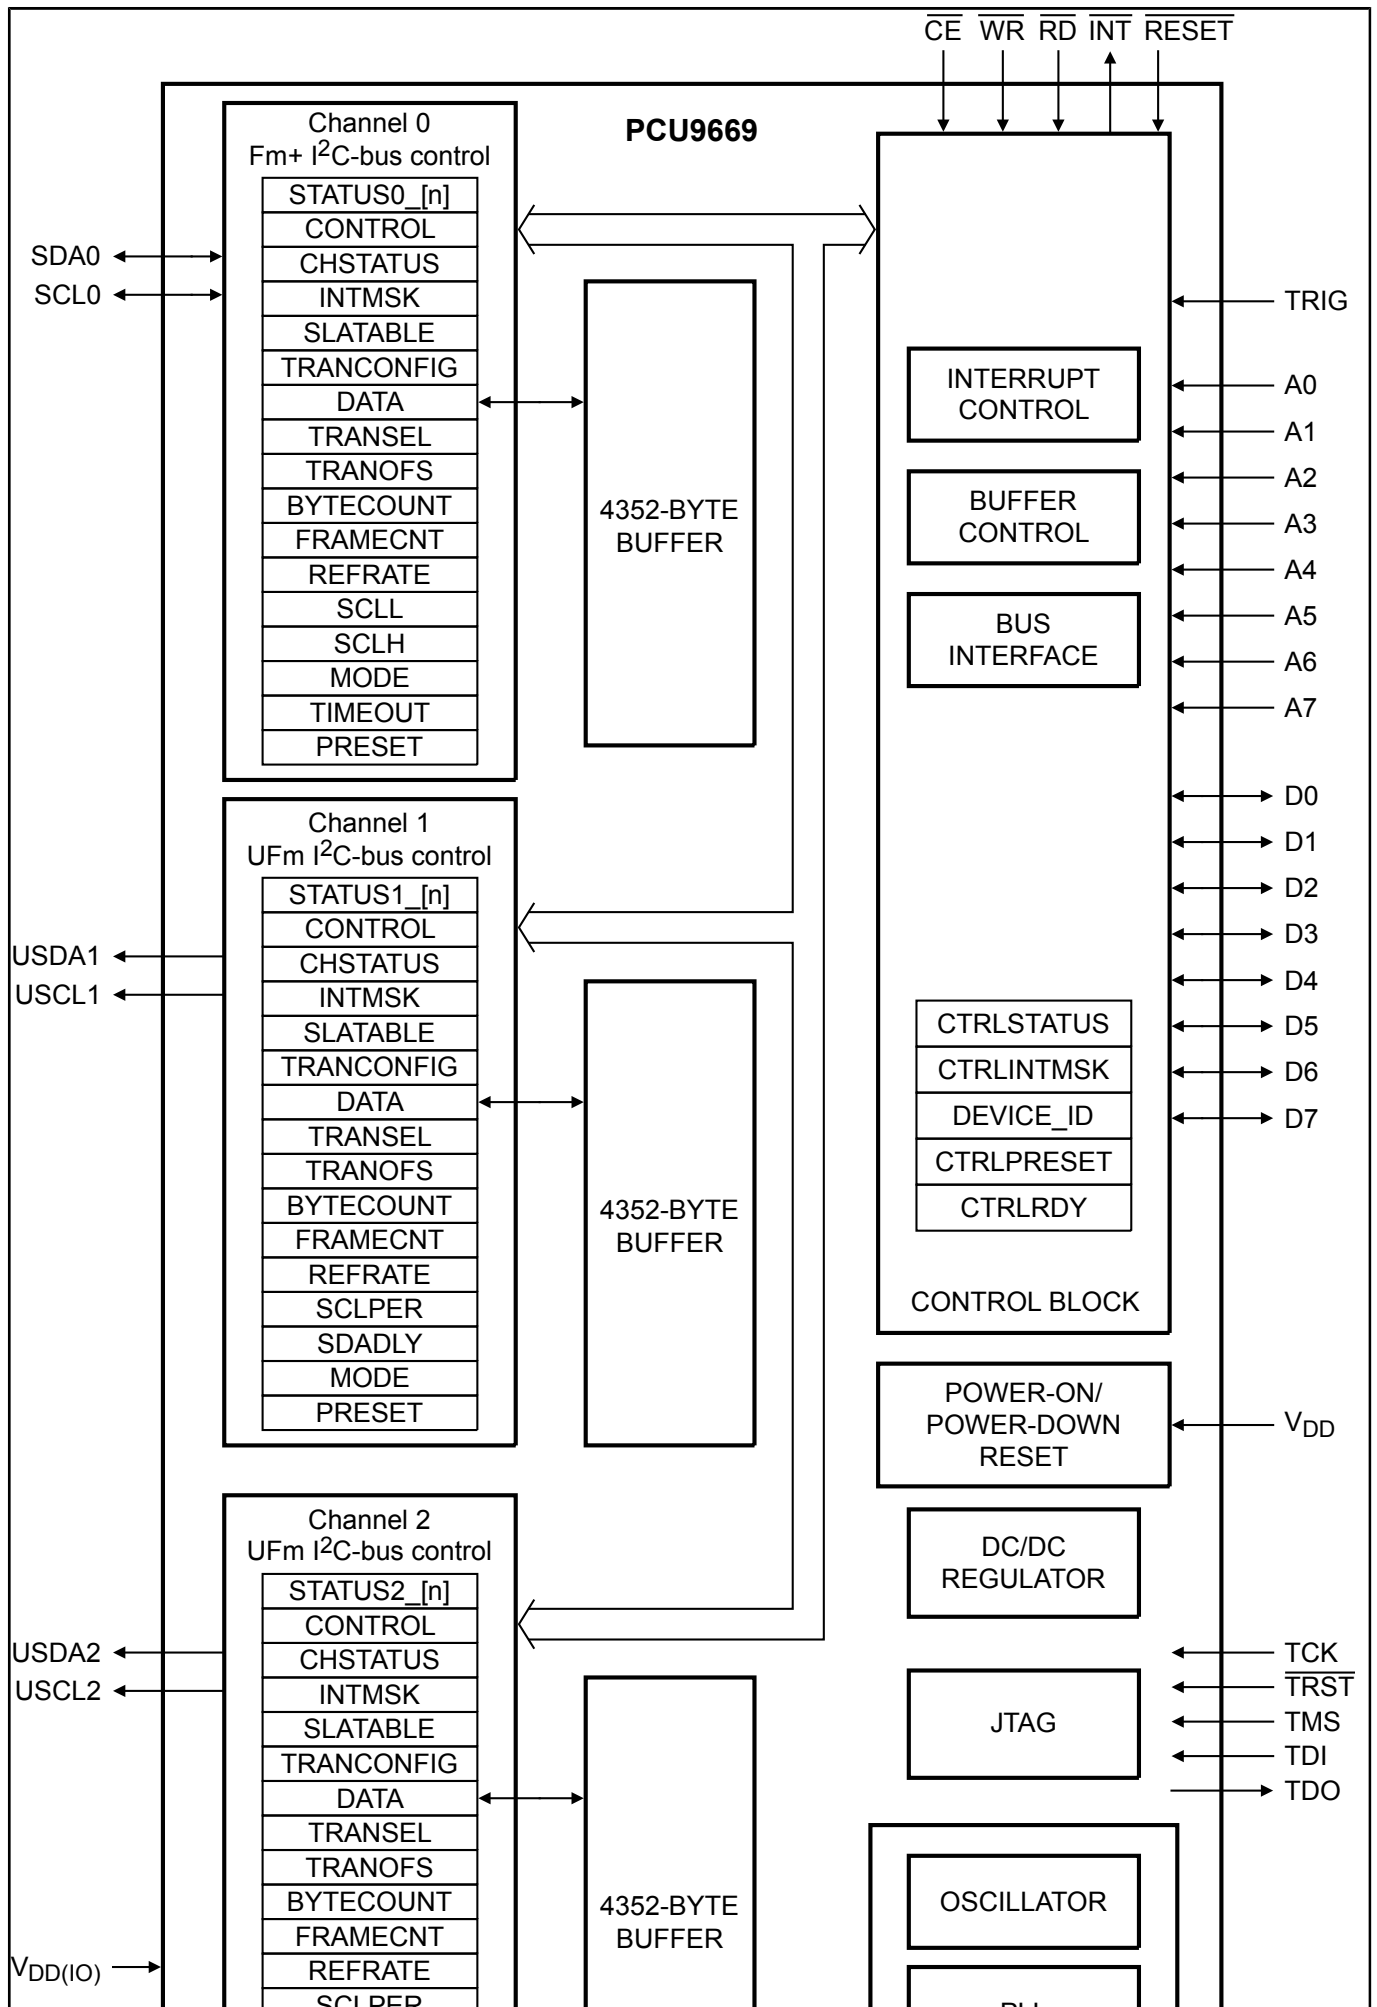 CE WR RD INT RESET
PCU9669
Channel 0
Fm+ I2C-bus control
STATUS0_[n]
CONTROL
CHSTATUS
INTMSK
SLATABLE
TRANCONFIG
DATA
TRANSEL
TRANOFS
BYTECOUNT
FRAMECNT
REFRATE
SCLL
SCLH
MODE
TIMEOUT
PRESET
SDA0
SCL0
4352-BYTE
BUFFER
Channel 1
UFm I2C-bus control
STATUS1_[n]
CONTROL
CHSTATUS
INTMSK
SLATABLE
TRANCONFIG
DATA
TRANSEL
TRANOFS
BYTECOUNT
FRAMECNT
REFRATE
SCLPER
SDADLY
MODE
PRESET
USDA1
USCL1
4352-BYTE
BUFFER
Channel 2
UFm I2C-bus control
STATUS2_[n]
CONTROL
CHSTATUS
INTMSK
SLATABLE
TRANCONFIG
DATA
TRANSEL
TRANOFS
BYTECOUNT
FRAMECNT
REFRATE
SCLPER
USDA2
USCL2
VDD(IO)
4352-BYTE
BUFFER
INTERRUPT
CONTROL
BUFFER
CONTROL
BUS
INTERFACE
CTRLSTATUS
CTRLINTMSK
DEVICE_ID
CTRLPRESET
CTRLRDY
CONTROL BLOCK
TRIG
A0
A1
A2
A3
A4
A5
A6
A7
D0
D1
D2
D3
D4
D5
D6
D7
POWER-ON/
POWER-DOWN
RESET
VDD
DC/DC
REGULATOR
JTAG
TCK
TRST
TMS
TDI
TDO
OSCILLATOR